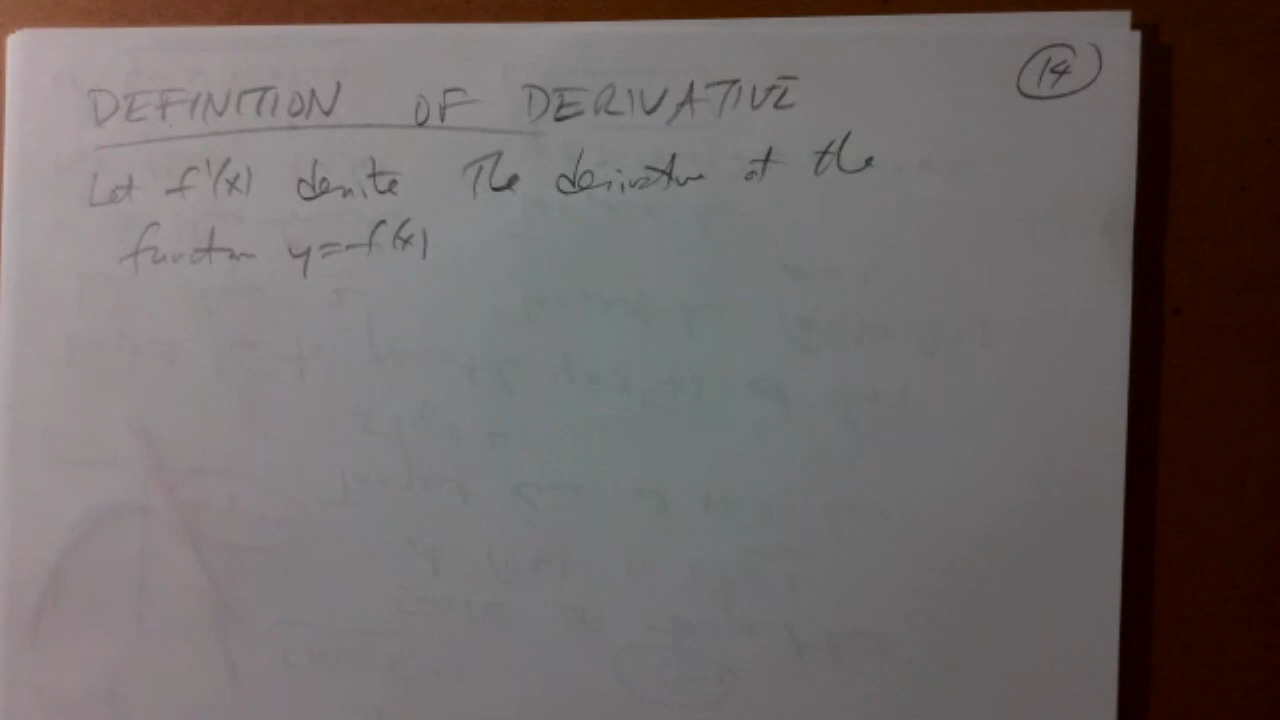 14
DEFINITION OF DERIVATIVE
Let f'(x) denote The derivative of the
function y=f(x)